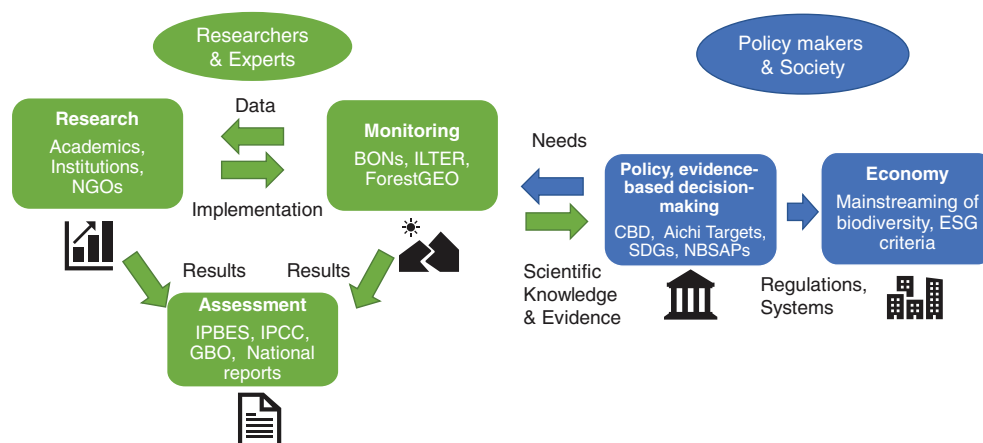 Researchers
& Experts
Policy makers
& Society
Research
Academics,
Institutions,
NGOs
Data
Implementation
Monitoring
BONs, ILTER,
ForestGEO
Results
Results
Assessment
IPBES, IPCC,
GBO, National
reports
Needs
Scientific
Knowledge
& Evidence
Policy, evidence-
based decision-
making
CBD, Aichi Targets,
SDGs, NBSAPs
Regulations,
Systems
Economy
Mainstreaming of
biodiversity, ESG
criteria